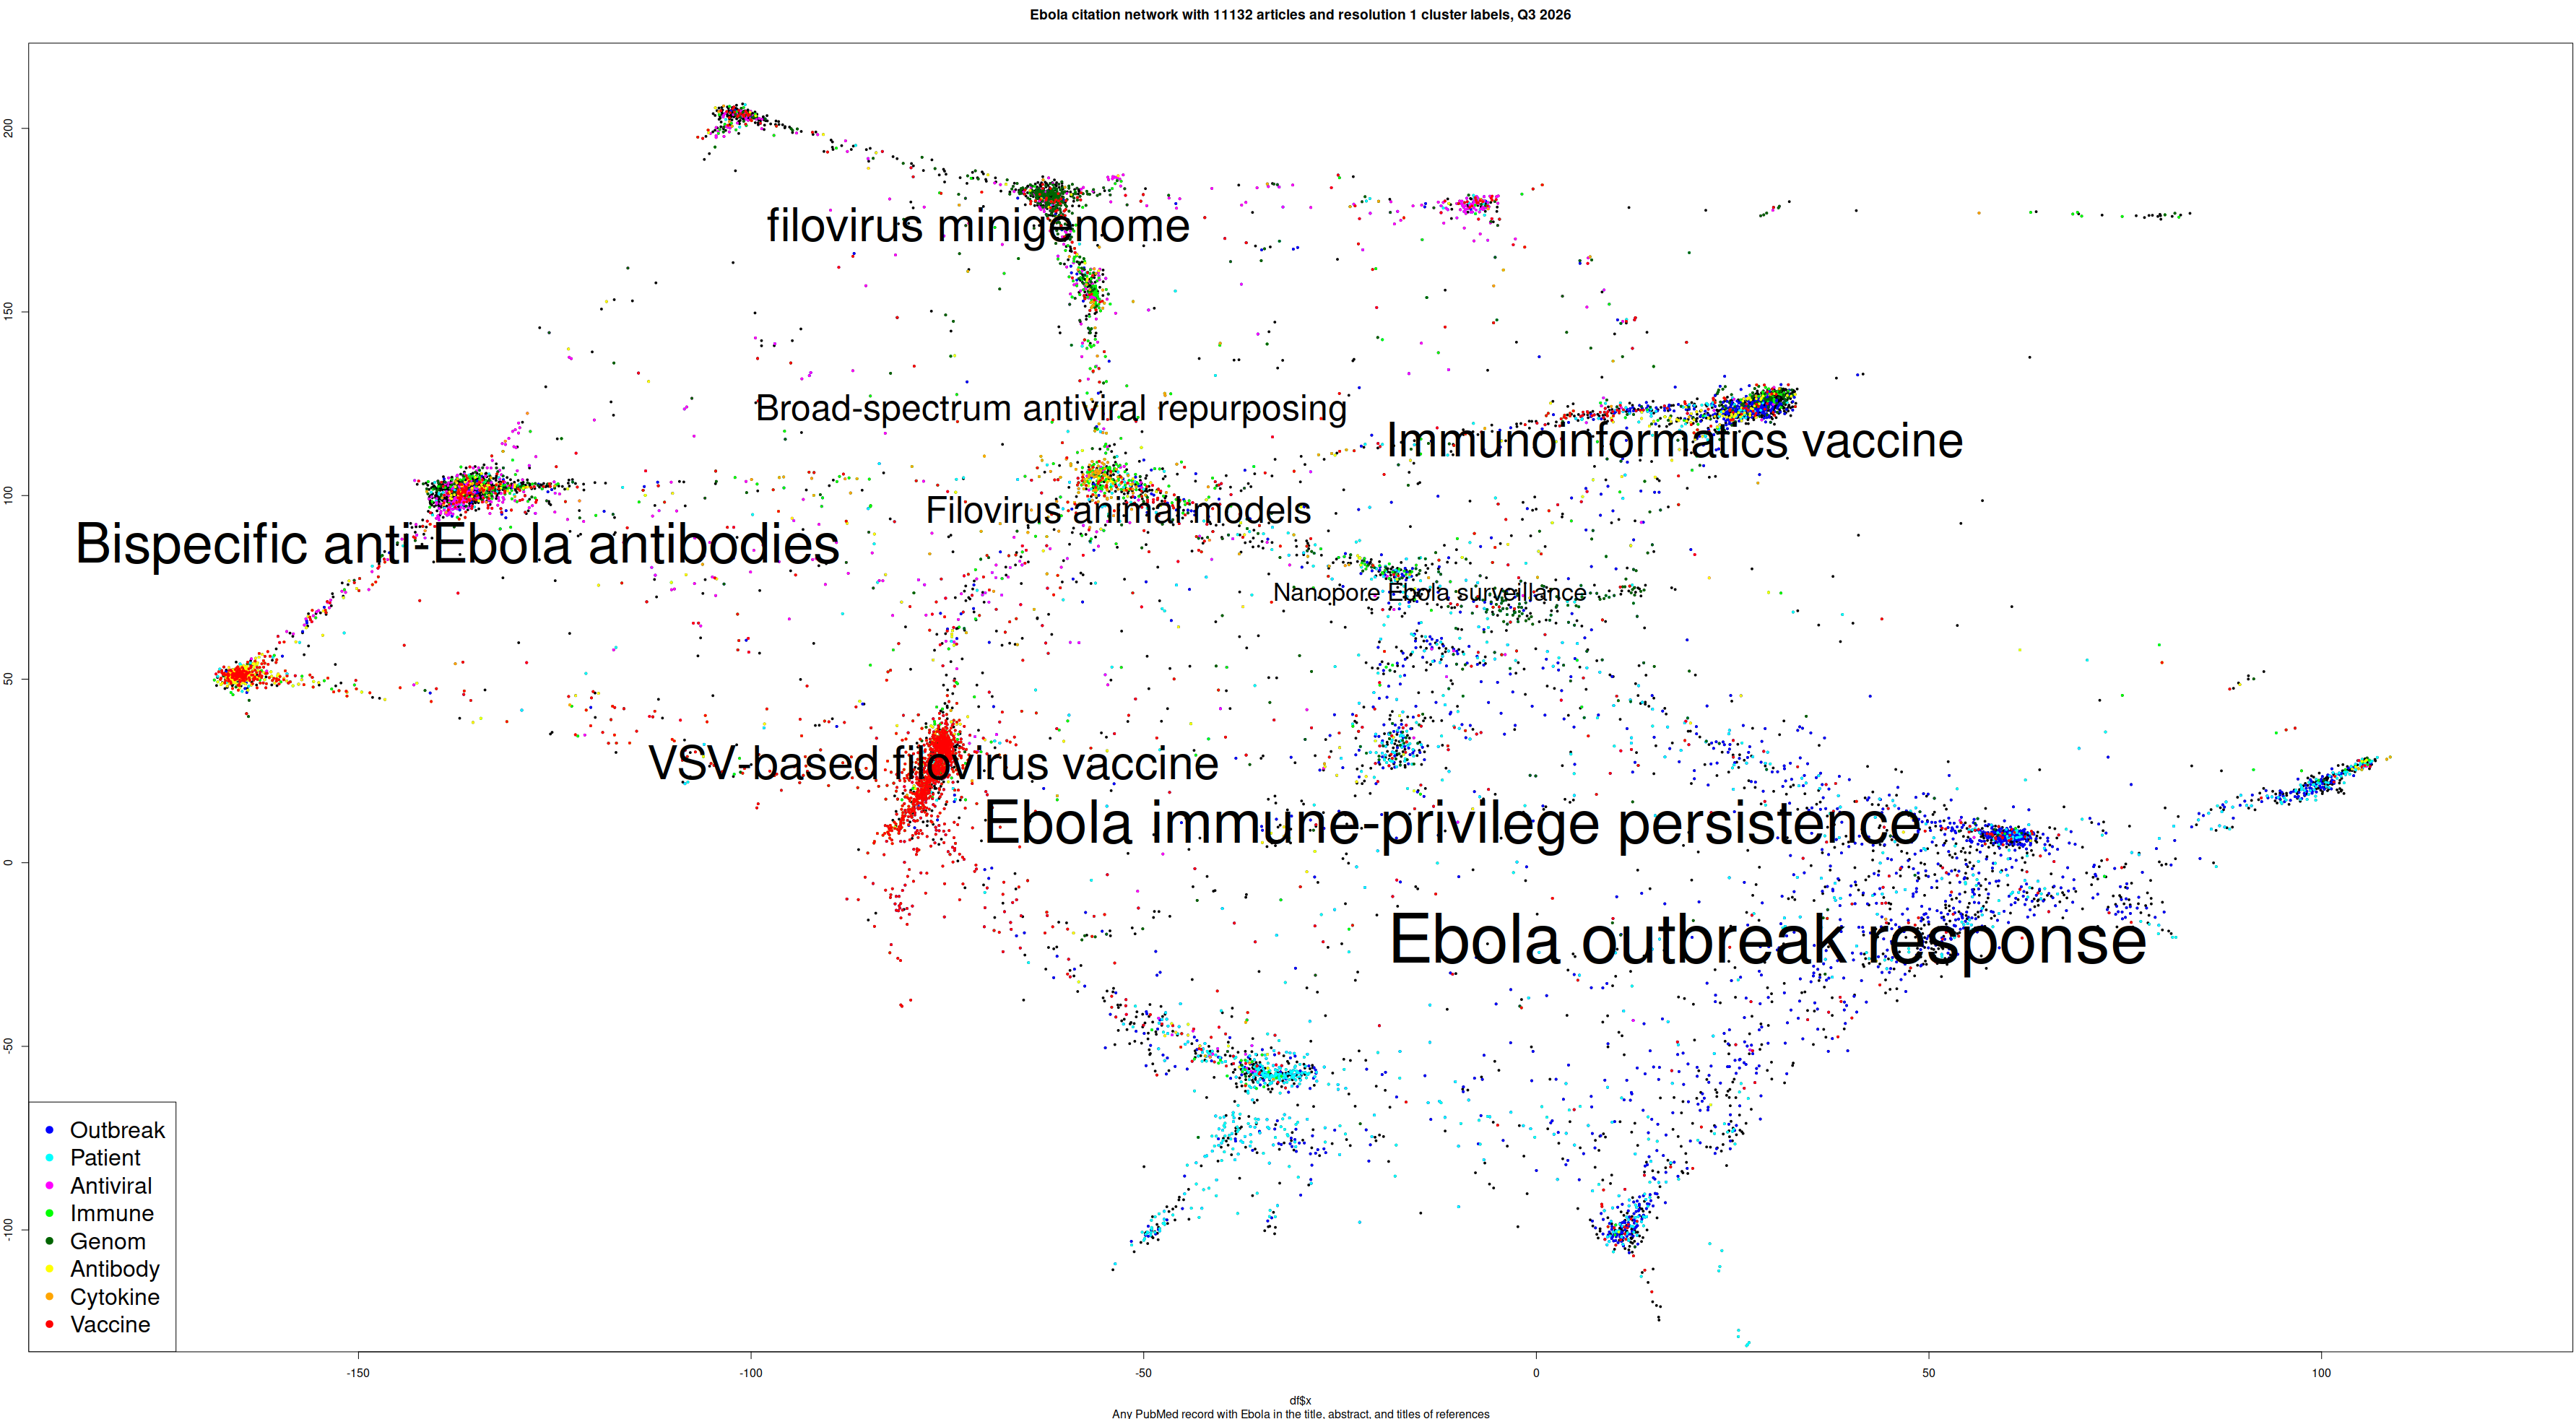 Ebola citation network with 11132 articles and resolution 1 cluster labels, Q3 2026
200
150
100
50
0
-50
-100
filovirus minigenome
Broad-spectrum antiviral repurposing
Immunoinformatics vaccine
Filovirus animal models
Bispecific anti-Ebola antibodies
Nanopore Ebola surveillance
VSV-based filovirus vaccine
Ebola immune-privilege persistence
Ebola outbreak response
Outbreak
Patient
Antiviral
Immune
Genom
Antibody
Cytokine
Vaccine
-150
-100
-50
0
50
100
df$x
Any PubMed record with Ebola in the title, abstract, and titles of references